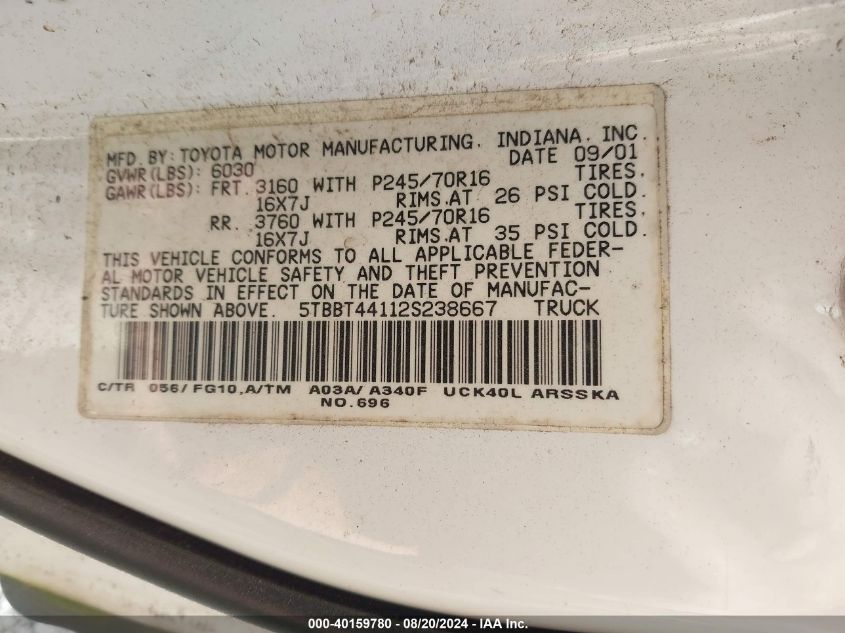 MFD. BY: TOYOTA MOTOR MANUFACTURING, INDIANA, INC.
GVWR(LBS): 6030 DATE 09/01
GAWR(LBS): FRT. 3160 WITH P245/70R16 TIRES,
16X7J RIMS,AT 26 PSI COLD.
RR. 3760 WITH P245/70R16 TIRES,
16X7J RIMS,AT 35 PSI COLD.
THIS VEHICLE CONFORMS TO ALL APPLICABLE FEDER-
AL MOTOR VEHICLE SAFETY AND THEFT PREVENTION
STANDARDS IN EFFECT ON THE DATE OF MANUFAC-
TURE SHOWN ABOVE. 5TBBT44112S238667 TRUCK
C/TR 056/FG10,A/TM A03A/A340F UCK40L ARSSKA
NO.696
000-40159780 - 08/20/2024 - IAA Inc.